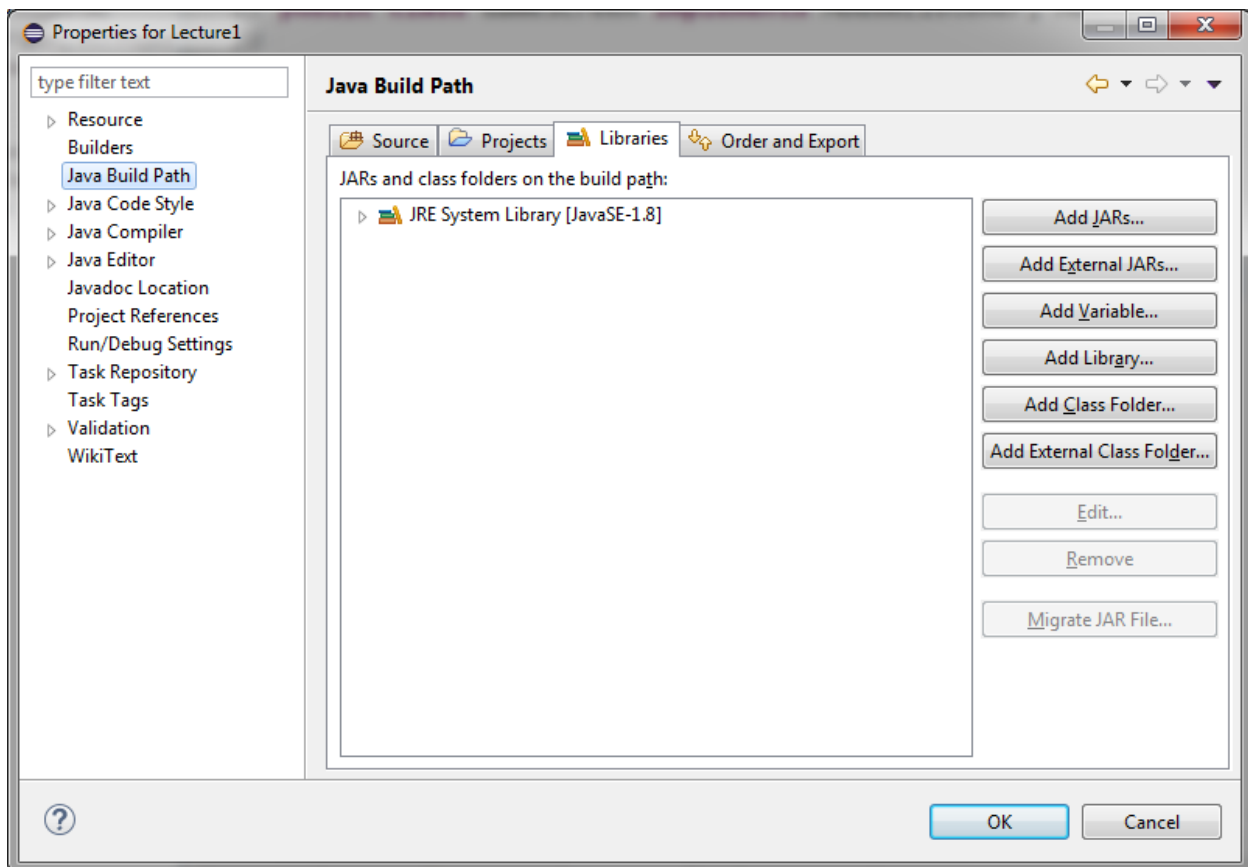 Properties for Lecture1
type filter text
Resource
Builders
Java Build Path
Java Code Style
Java Compiler
Java Editor
Javadoc Location
Project References
Run/Debug Settings
Task Repository
Task Tags
Validation
WikiText
Java Build Path
Source Projects Libraries Order and Export
JARs and class folders on the build path:
JRE System Library [JavaSE-1.8]
Add JARs...
Add External JARs...
Add Variable...
Add Library...
Add Class Folder...
Add External Class Folder...
Edit...
Remove
Migrate JAR File...
OK Cancel